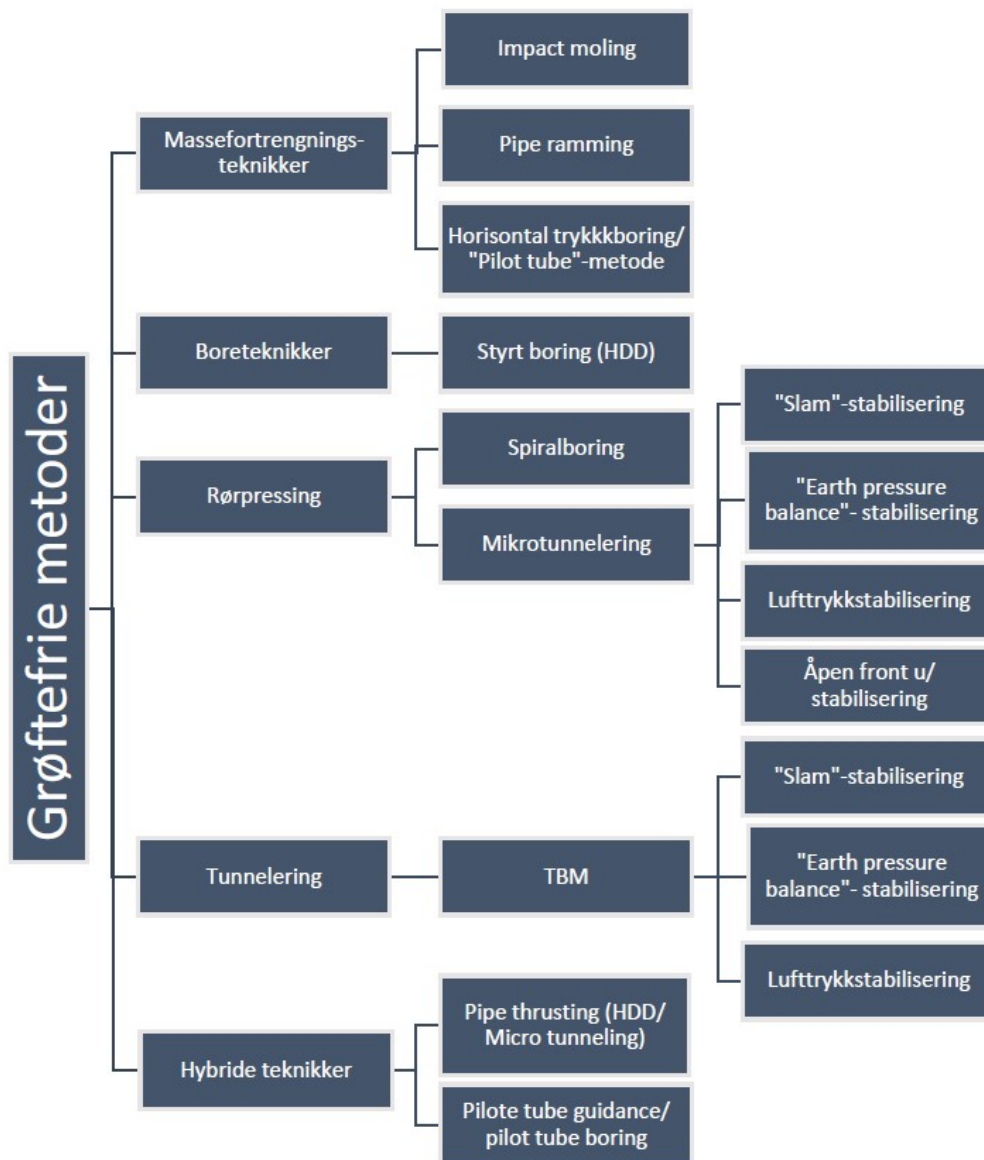 Grøftefrie metoder
Massefortrengnings-
teknikker
Impact moling
Pipe ramming
Horisontal trykkkboring/
"Pilot tube"-metode
Boreteknikker
Styrt boring (HDD)
Rørpressing
Spiralboring
Mikrotunnelering
"Slam"-stabilisering
"Earth pressure
balance"- stabilisering
Lufttrykkstabilisering
Åpen front u/
stabilisering
Tunnelering
TBM
"Slam"-stabilisering
"Earth pressure
balance"- stabilisering
Lufttrykkstabilisering
Hybride teknikker
Pipe thrusting (HDD/
Micro tunneling)
Pilote tube guidance/
pilot tube boring